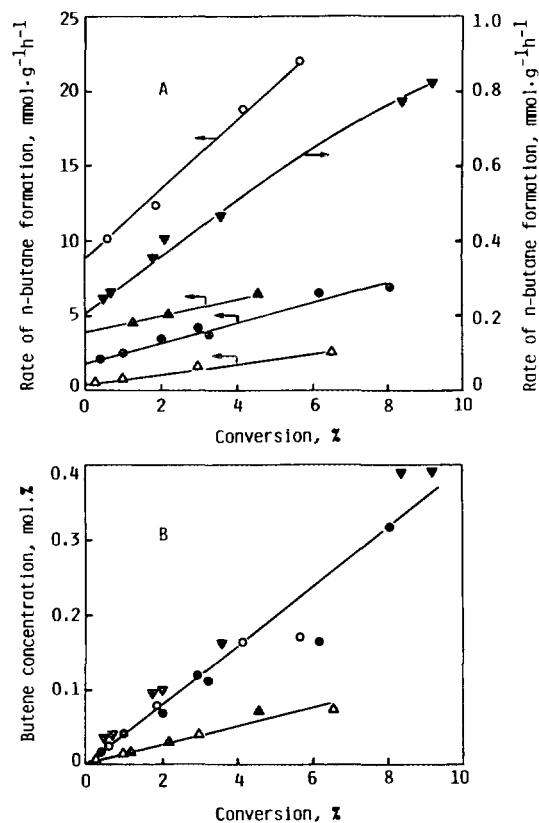 Rate of n-butane formation, mmol·g⁻¹h⁻¹
25
20
15
10
5
0
A
1.0
0.8
0.6
0.4
0.2
0
Rate of n-butane formation, mmol·g⁻¹h⁻¹
0 2 4 6 8 10
Conversion, %
Butene concentration, mol.%
0.4
0.3
0.2
0.1
0
B
0 2 4 6 8 10
Conversion, %